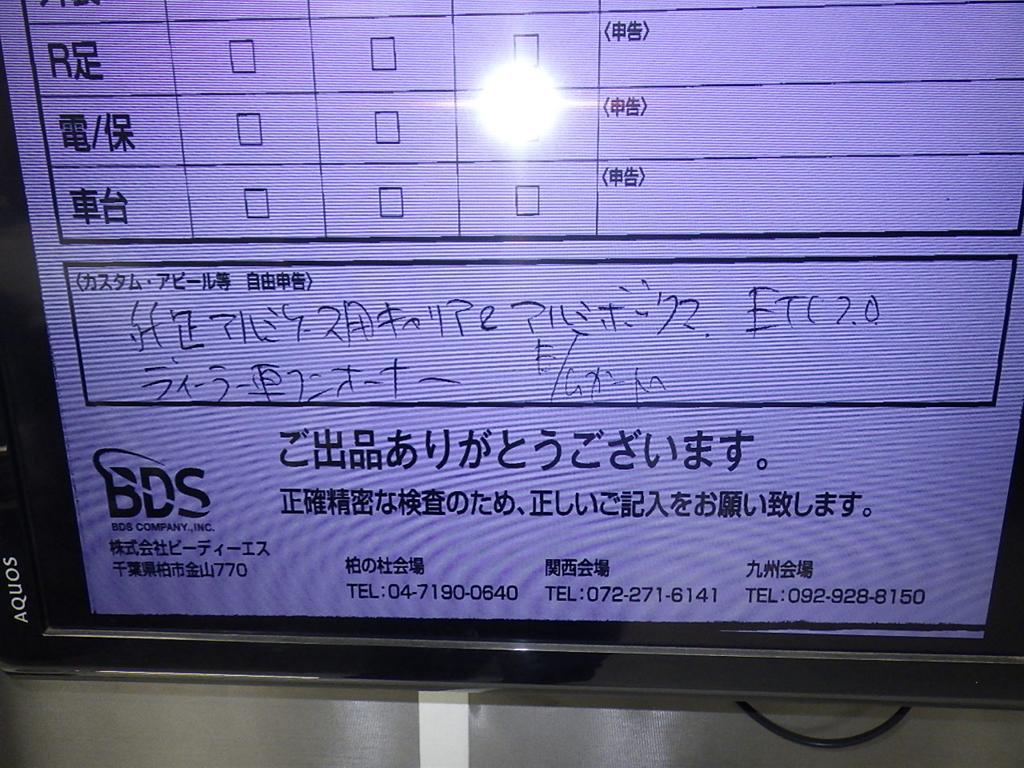 R足 □ □ □ 〈申告〉
電/保 □ □ 〈申告〉
車台 □ □ □ 〈申告〉
〈カスタム・アピール等 自由申告〉
純正アルミケース用キャリア&アルミボックス. ETC2.0
ディーラー車ワンオーナー E/Gガード
BDS
BDS COMPANY.,INC.
ご出品ありがとうございます。
正確精密な検査のため、正しいご記入をお願い致します。
株式会社ビーディーエス
千葉県柏市金山770
柏の杜会場 関西会場 九州会場
TEL:04-7190-0640 TEL:072-271-6141 TEL:092-928-8150
AQUOS